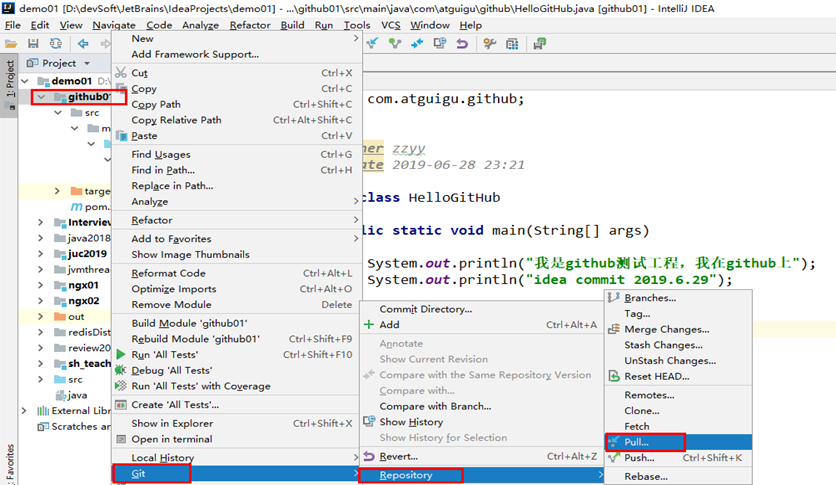 demo01 [D:\devSoft\JetBrains\IdeaProjects\demo01] - ...\github01\src\main\java\com\atguigu\github\HelloGitHub.java [github01] - IntelliJ IDEA
File Edit View Navigate Code Analyze Refactor Build Run Tools VCS Window Help
1: Project
Project
demo01 D:\
github01
src
m
targe
pom.
Interview
java2018
juc2019
jvmthread
ngx01
ngx02
out
redisDist
review20
sh_teach
src
java
External Libr
Scratches an
Favorites
New
Add Framework Support...
Cut Ctrl+X
Copy Ctrl+C
Copy Path Ctrl+Shift+C
Copy Relative Path Ctrl+Alt+Shift+C
Paste Ctrl+V
Find Usages Ctrl+G
Find in Path... Ctrl+H
Replace in Path...
Analyze
Refactor
Add to Favorites
Show Image Thumbnails
Reformat Code Ctrl+Alt+L
Optimize Imports Ctrl+Alt+O
Remove Module Delete
Build Module 'github01'
Rebuild Module 'github01' Ctrl+Shift+F9
Run 'All Tests' Ctrl+Shift+F10
Debug 'All Tests'
Run 'All Tests' with Coverage
Create 'All Tests'...
Show in Explorer Ctrl+Shift+X
Open in terminal
Local History
Git
com.atguigu.github;
her zzyy
ate 2019-06-28 23:21
class HelloGitHub
lic static void main(String[] args)
System.out.println("我是github测试工程，我在github上");
System.out.println("idea commit 2019.6.29");
Commit Directory...
Add Ctrl+Alt+A
Annotate
Show Current Revision
Compare with the Same Repository Version
Compare with...
Compare with Branch...
Show History
Show History for Selection
Revert... Ctrl+Alt+Z
Repository
Branches...
Tag...
Merge Changes...
Stash Changes...
UnStash Changes...
Reset HEAD...
Remotes...
Clone...
Fetch
Pull...
Push... Ctrl+Shift+K
Rebase...